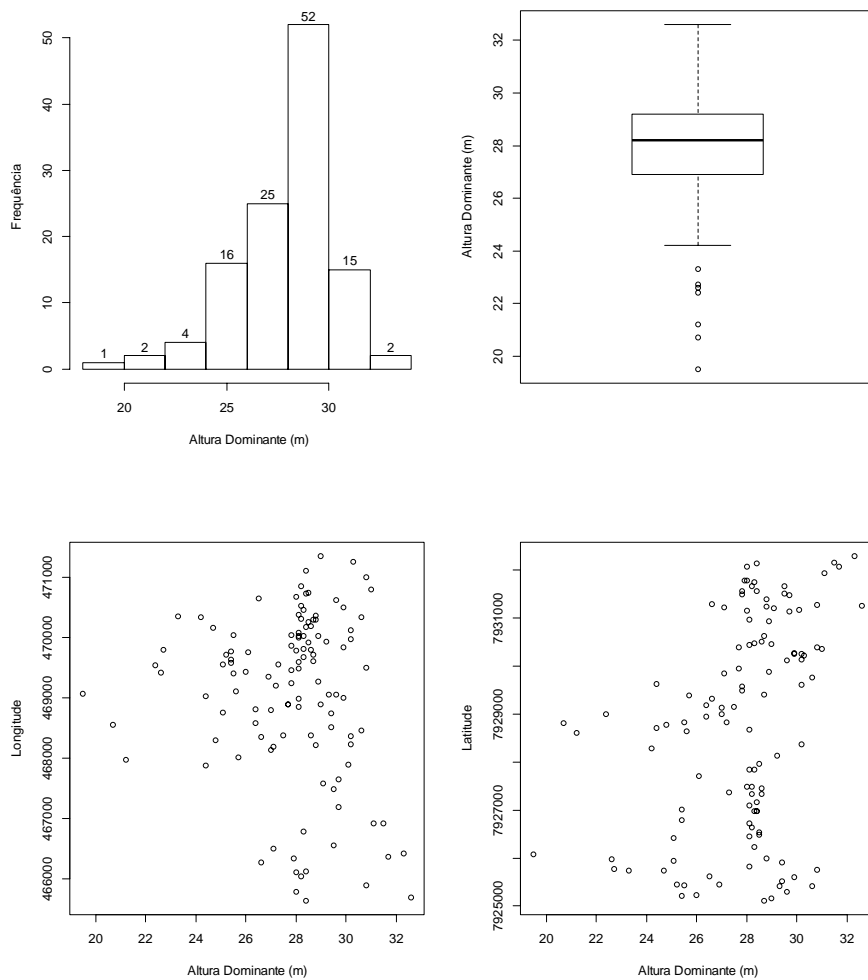 52
25
16
15
4
2
1
2
0 10 20 30 40 50
Frequência
20 25 30
Altura Dominante (m)
20 22 24 26 28 30 32
Altura Dominante (m)
466000 467000 468000 469000 470000 471000
Longitude
20 22 24 26 28 30 32
Altura Dominante (m)
7925000 7927000 7929000 7931000
Latitude
20 22 24 26 28 30 32
Altura Dominante (m)